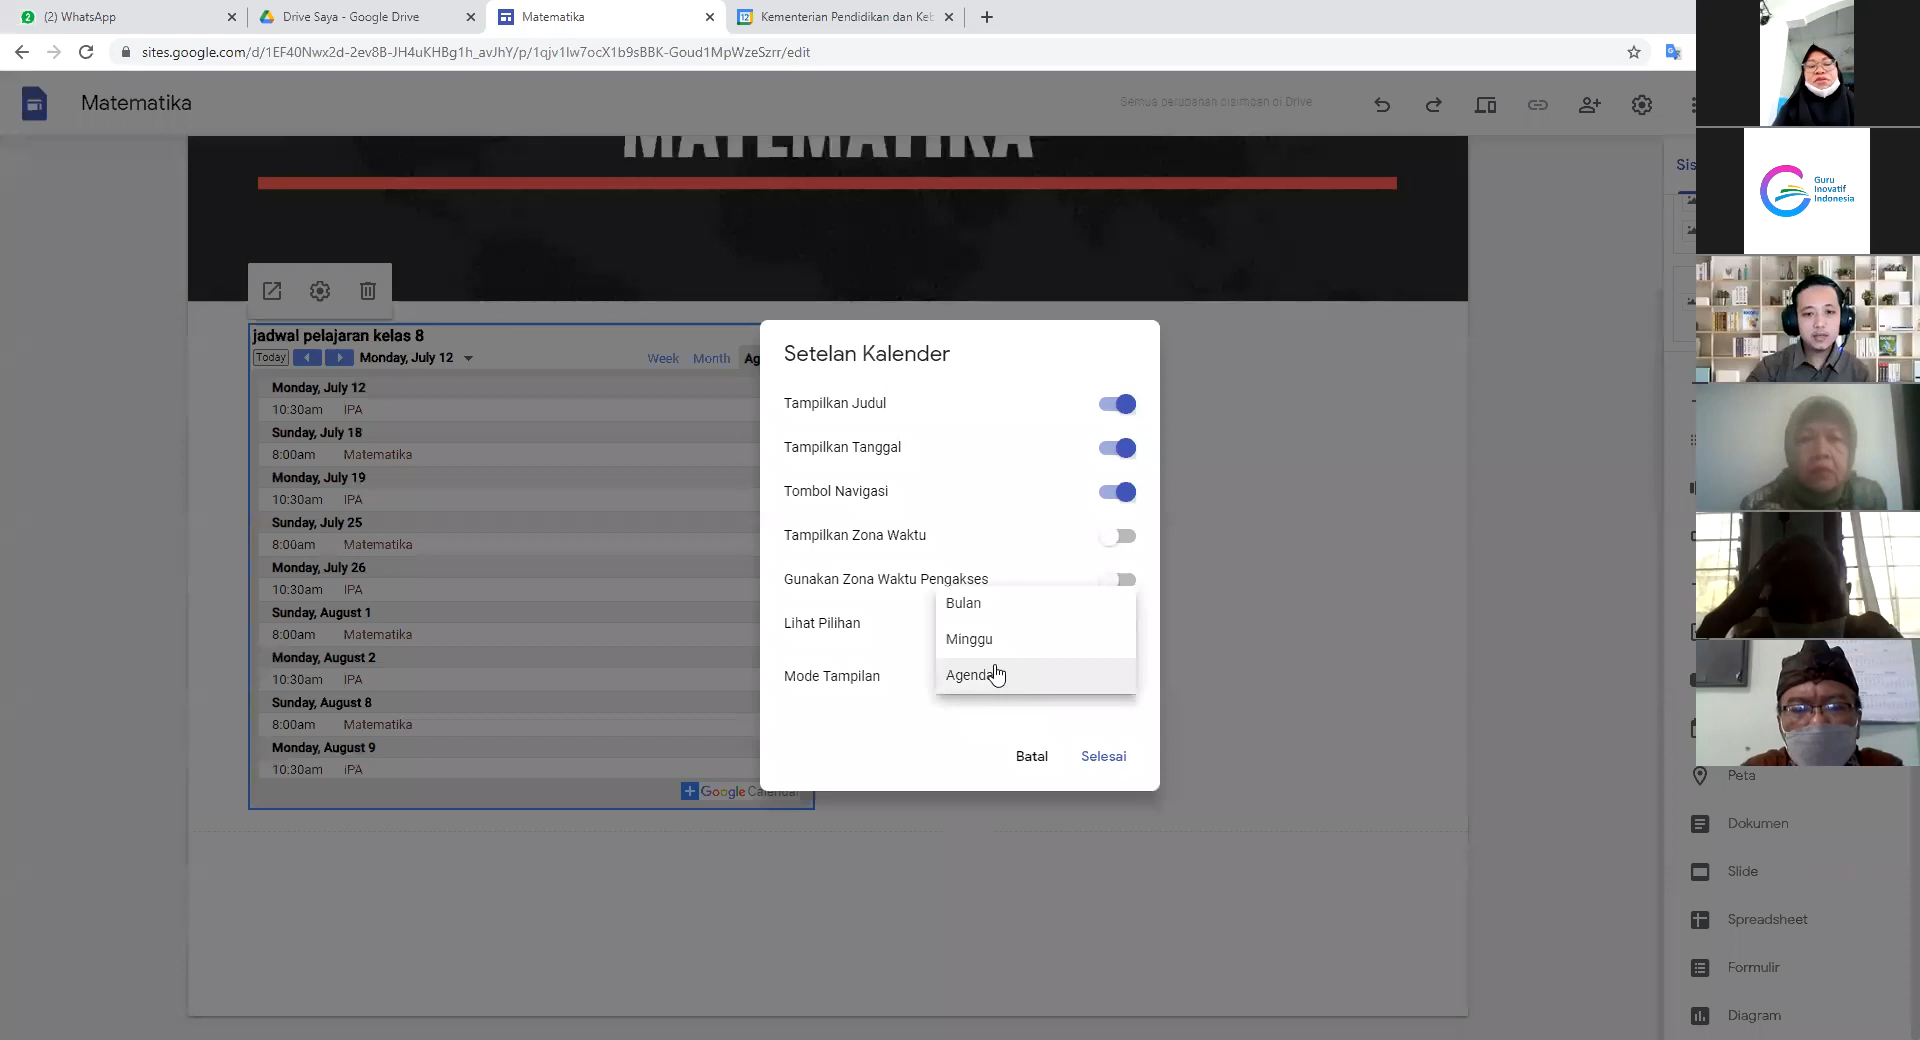 (2) WhatsApp
Drive Saya - Google Drive
Matematika
Kementerian Pendidikan dan Keb
sites.google.com/d/1EF40Nwx2d-2ev8B-JH4uKHBg1h_avJhY/p/1qjv1lw7ocX1b9sBBK-Goud1MpWzeSzrr/edit
Matematika
Semua perubahan disimpan di Drive
MATEMATIKA
Sis
Guru
Inovatif
Indonesia
jadwal pelajaran kelas 8
Today
Monday, July 12
Week
Month
Ag
Monday, July 12
10:30am IPA
Sunday, July 18
8:00am Matematika
Monday, July 19
10:30am IPA
Sunday, July 25
8:00am Matematika
Monday, July 26
10:30am IPA
Sunday, August 1
8:00am Matematika
Monday, August 2
10:30am IPA
Sunday, August 8
8:00am Matematika
Monday, August 9
10:30am IPA
Google Calendar
Setelan Kalender
Tampilkan Judul
Tampilkan Tanggal
Tombol Navigasi
Tampilkan Zona Waktu
Gunakan Zona Waktu Pengakses
Lihat Pilihan
Mode Tampilan
Bulan
Minggu
Agenda
Batal
Selesai
Peta
Dokumen
Slide
Spreadsheet
Formulir
Diagram